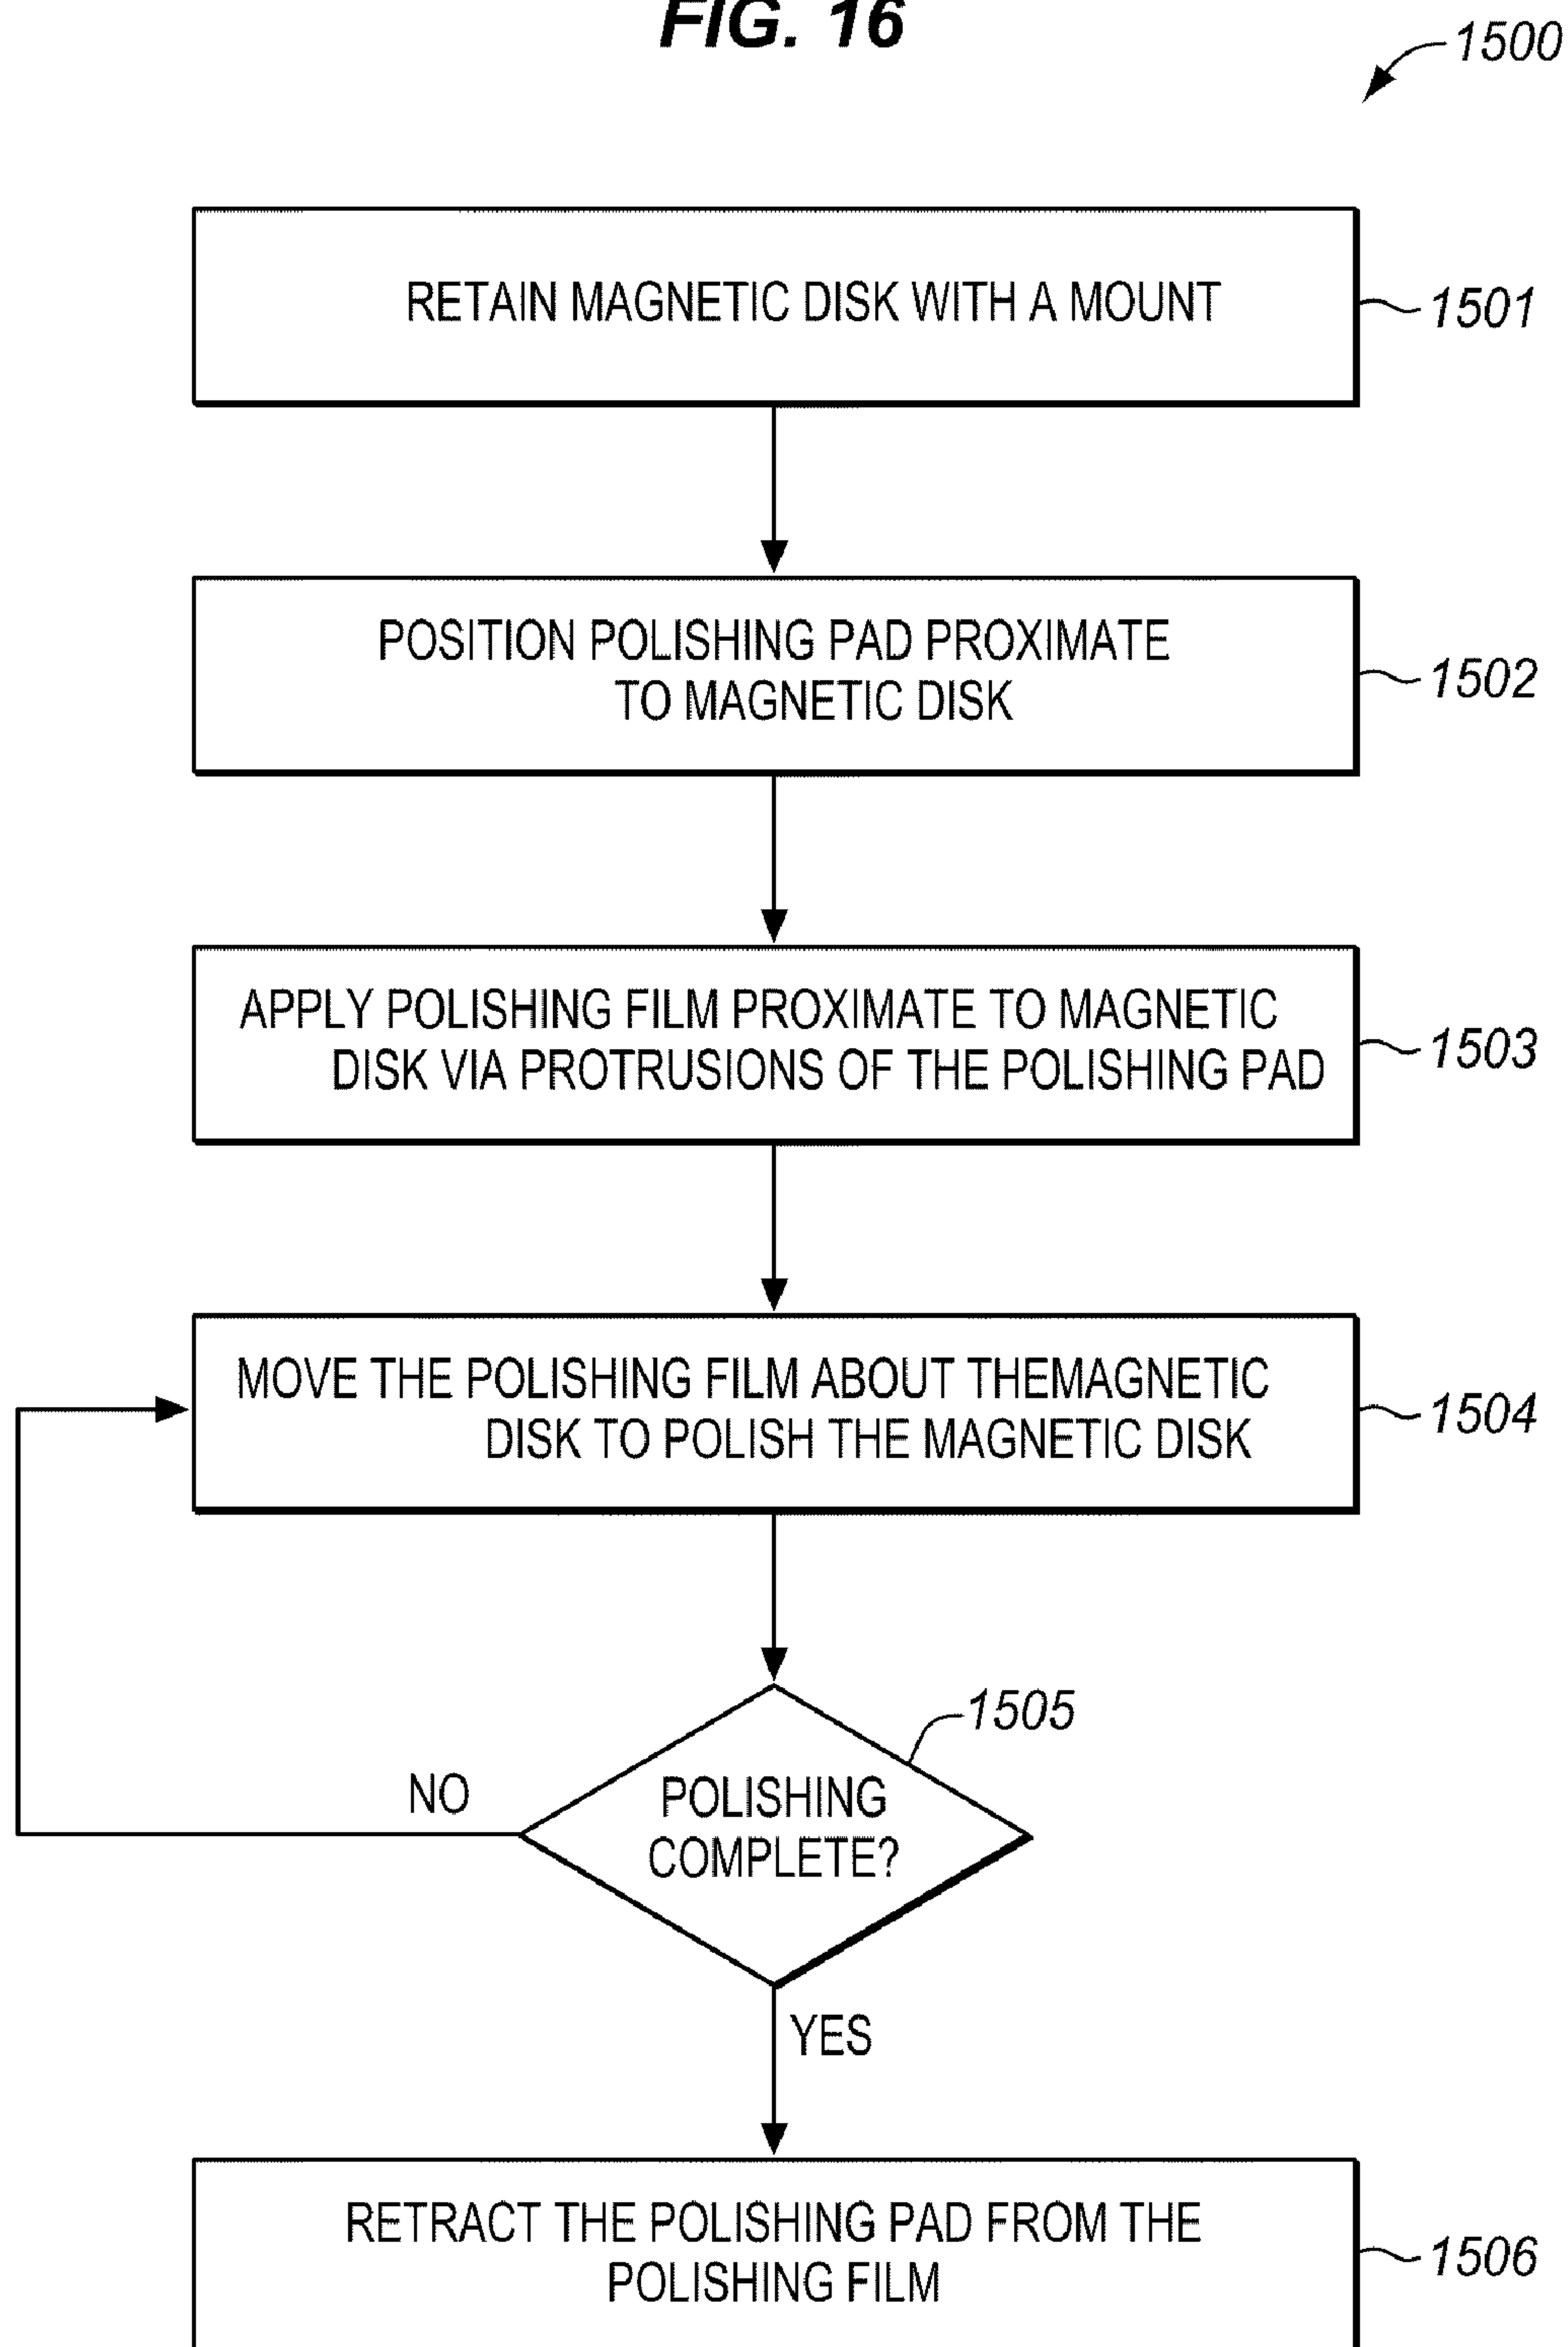 FIG. 16
1500
RETAIN MAGNETIC DISK WITH A MOUNT
1501
POSITION POLISHING PAD PROXIMATE
TO MAGNETIC DISK
1502
APPLY POLISHING FILM PROXIMATE TO MAGNETIC
DISK VIA PROTRUSIONS OF THE POLISHING PAD
1503
MOVE THE POLISHING FILM ABOUT THEMAGNETIC
DISK TO POLISH THE MAGNETIC DISK
1504
1505
POLISHING
COMPLETE?
NO
YES
RETRACT THE POLISHING PAD FROM THE
POLISHING FILM
1506